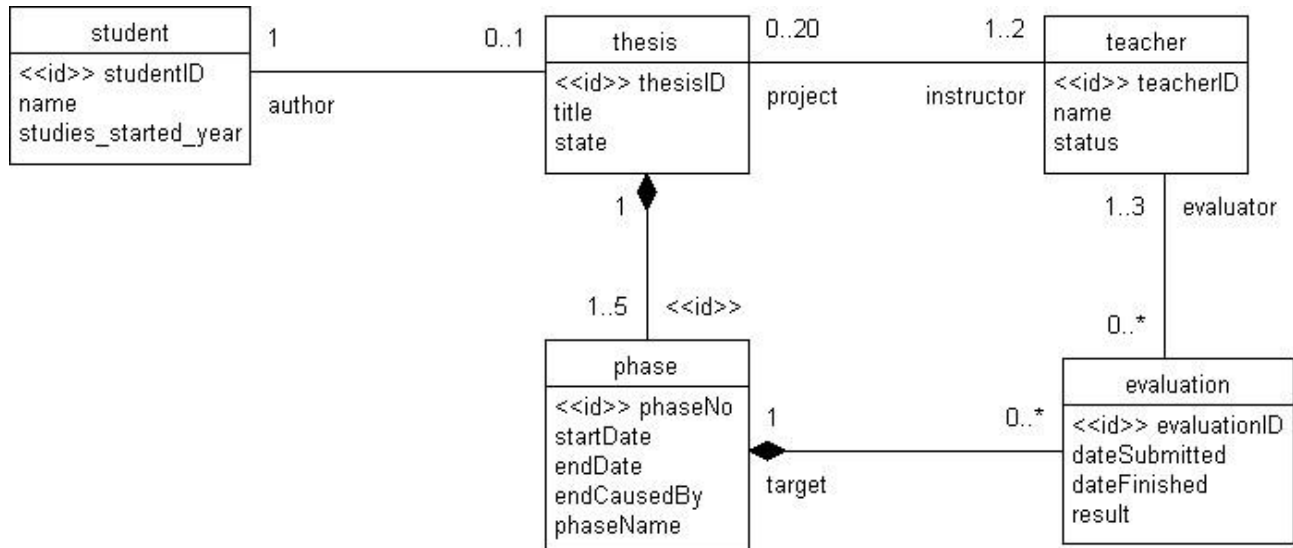 student
<<id>> studentID
name
studies_started_year
1
0..1
author
thesis
<<id>> thesisID
title
state
0..20
1..2
project
instructor
teacher
<<id>> teacherID
name
status
1
1..3
evaluator
1..5
<<id>>
0..*
phase
<<id>> phaseNo
startDate
endDate
endCausedBy
phaseName
1
0..*
target
evaluation
<<id>> evaluationID
dateSubmitted
dateFinished
result